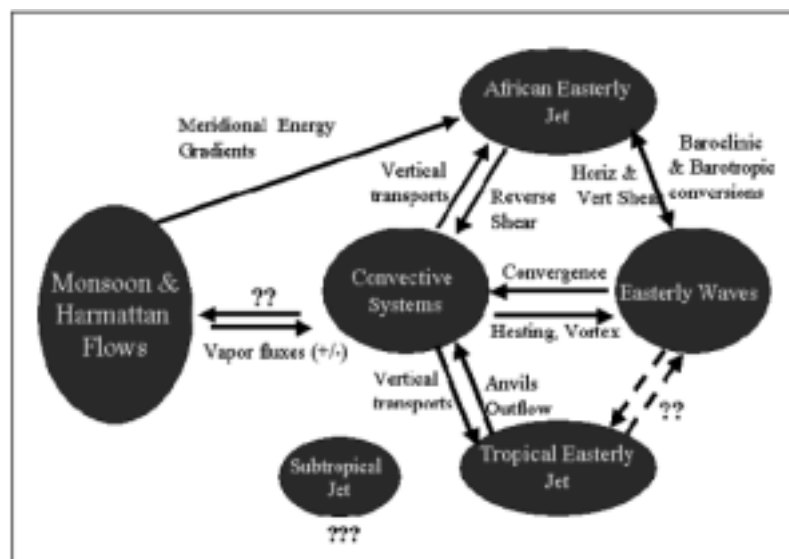 African Easterly
Jet
Meridional Energy
Gradients
Baroclinic
& Barotropic
conversions
Vertical
transports
Horiz &
Vert Shear
Reverse
Shear
Monsoon &
Harmattan
Flows
??
Vapor fluxes (+/-)
Convective
Systems
Convergence
Heating, Vortex
Easterly Waves
Vertical
transports
Anvils
Outflow
??
Subtropical
Jet
???
Tropical Easterly
Jet